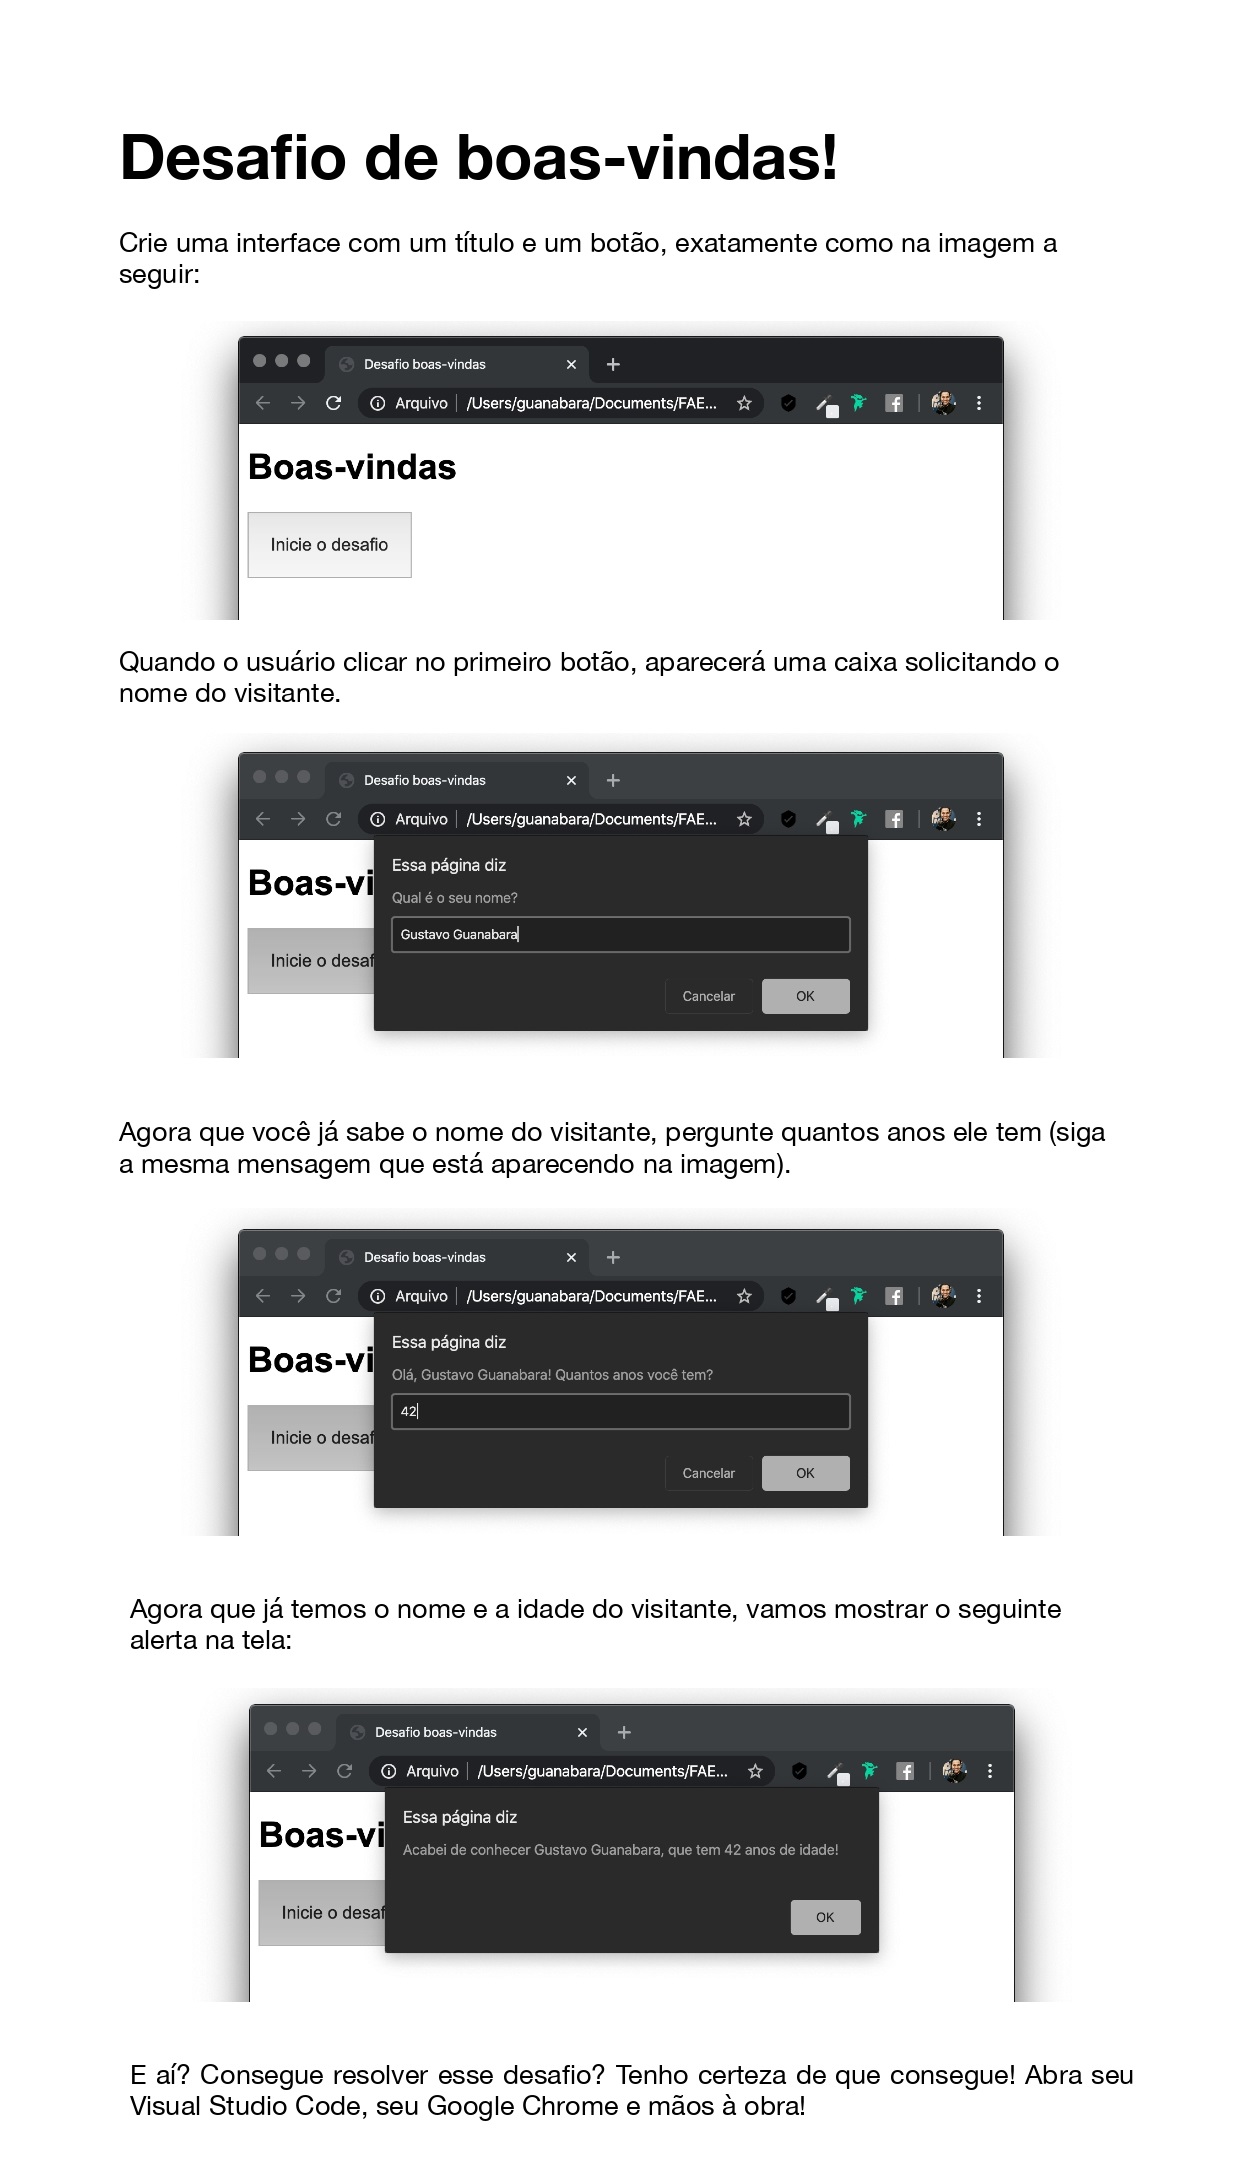 Desafio de boas-vindas!
Crie uma interface com um título e um botão, exatamente como na imagem a
seguir:
Desafio boas-vindas
Arquivo /Users/guanabara/Documents/FAE...
Boas-vindas
Inicie o desafio
Quando o usuário clicar no primeiro botão, aparecerá uma caixa solicitando o
nome do visitante.
Desafio boas-vindas
Arquivo /Users/guanabara/Documents/FAE...
Essa página diz
Boas-vi
Qual é o seu nome?
Gustavo Guanabara
Inicie o desaf
Cancelar OK
Agora que você já sabe o nome do visitante, pergunte quantos anos ele tem (siga
a mesma mensagem que está aparecendo na imagem).
Desafio boas-vindas
Arquivo /Users/guanabara/Documents/FAE...
Essa página diz
Boas-vi
Olá, Gustavo Guanabara! Quantos anos você tem?
42
Inicie o desaf
Cancelar OK
Agora que já temos o nome e a idade do visitante, vamos mostrar o seguinte
alerta na tela:
Desafio boas-vindas
Arquivo /Users/guanabara/Documents/FAE...
Essa página diz
Boas-vi
Acabei de conhecer Gustavo Guanabara, que tem 42 anos de idade!
Inicie o desaf
OK
E aí? Consegue resolver esse desafio? Tenho certeza de que consegue! Abra seu
Visual Studio Code, seu Google Chrome e mãos à obra!